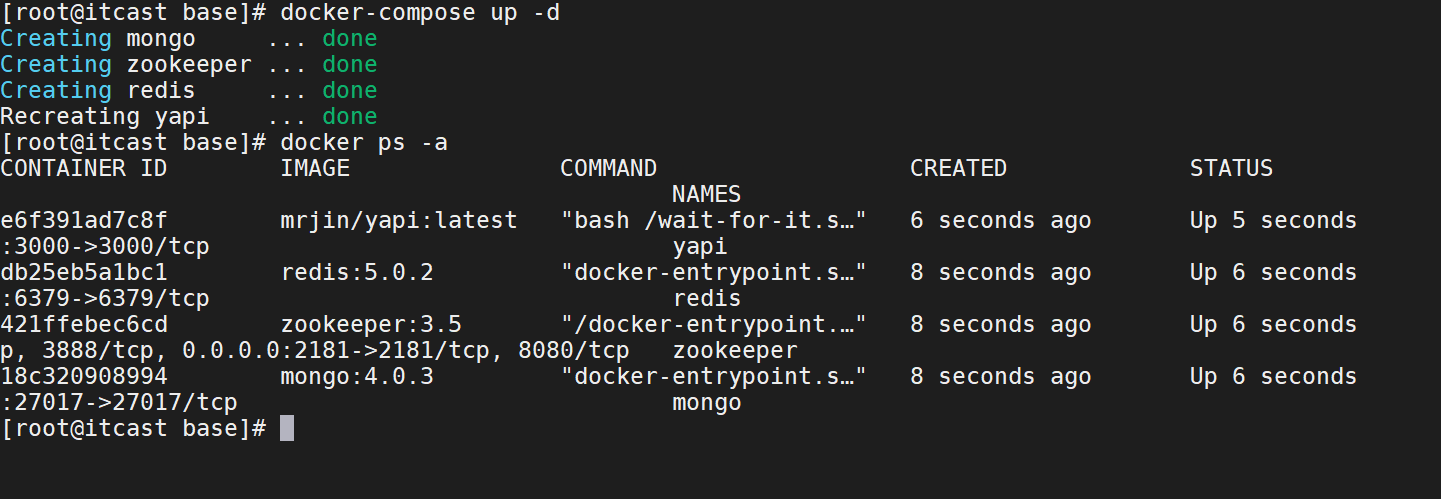 [root@itcast base]# docker-compose up -d
Creating mongo     ... done
Creating zookeeper ... done
Creating redis     ... done
Recreating yapi    ... done
[root@itcast base]# docker ps -a
CONTAINER ID        IMAGE               COMMAND                  CREATED             STATUS
                                                NAMES
e6f391ad7c8f        mrjin/yapi:latest   "bash /wait-for-it.s…"   6 seconds ago       Up 5 seconds
:3000->3000/tcp                                 yapi
db25eb5a1bc1        redis:5.0.2         "docker-entrypoint.s…"   8 seconds ago       Up 6 seconds
:6379->6379/tcp                                 redis
421ffebec6cd        zookeeper:3.5       "/docker-entrypoint.…"   8 seconds ago       Up 6 seconds
p, 3888/tcp, 0.0.0.0:2181->2181/tcp, 8080/tcp   zookeeper
18c320908994        mongo:4.0.3         "docker-entrypoint.s…"   8 seconds ago       Up 6 seconds
:27017->27017/tcp                               mongo
[root@itcast base]#